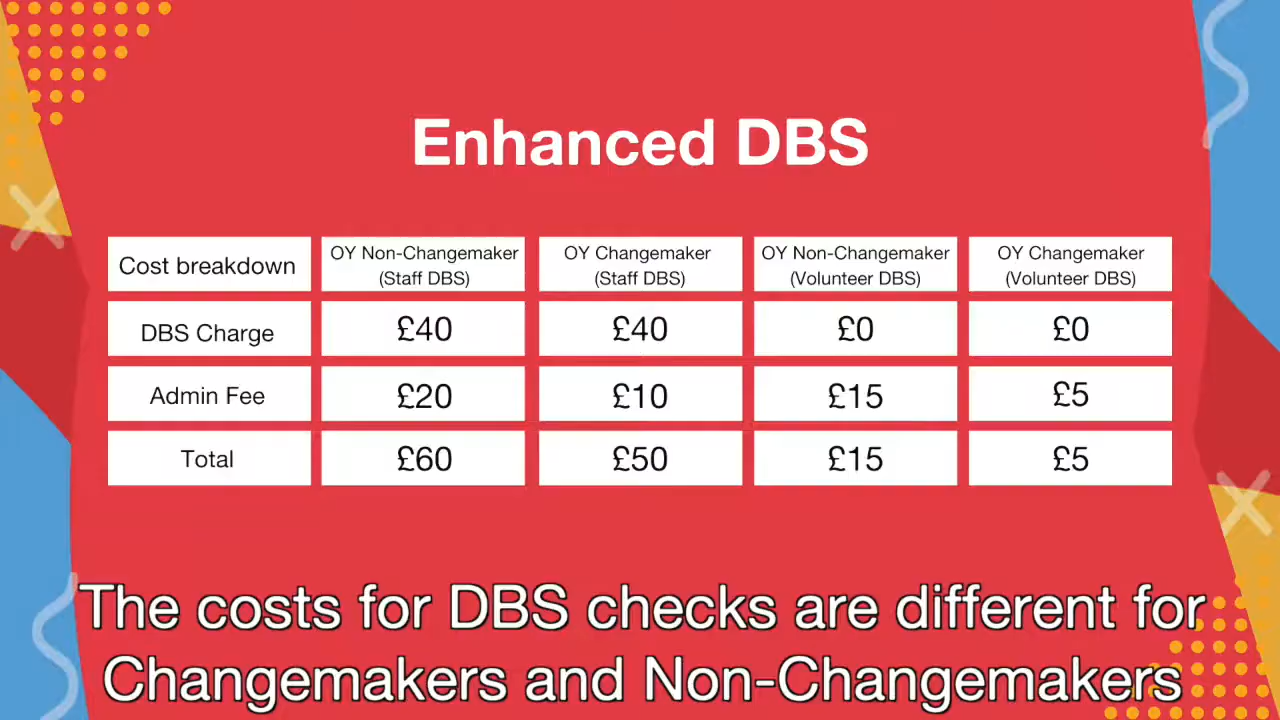 Enhanced DBS
Cost breakdown
OY Non-Changemaker
(Staff DBS)
OY Changemaker
(Staff DBS)
OY Non-Changemaker
(Volunteer DBS)
OY Changemaker
(Volunteer DBS)
DBS Charge
£40
£40
£0
£0
Admin Fee
£20
£10
£15
£5
Total
£60
£50
£15
£5
The costs for DBS checks are different for
Changemakers and Non-Changemakers